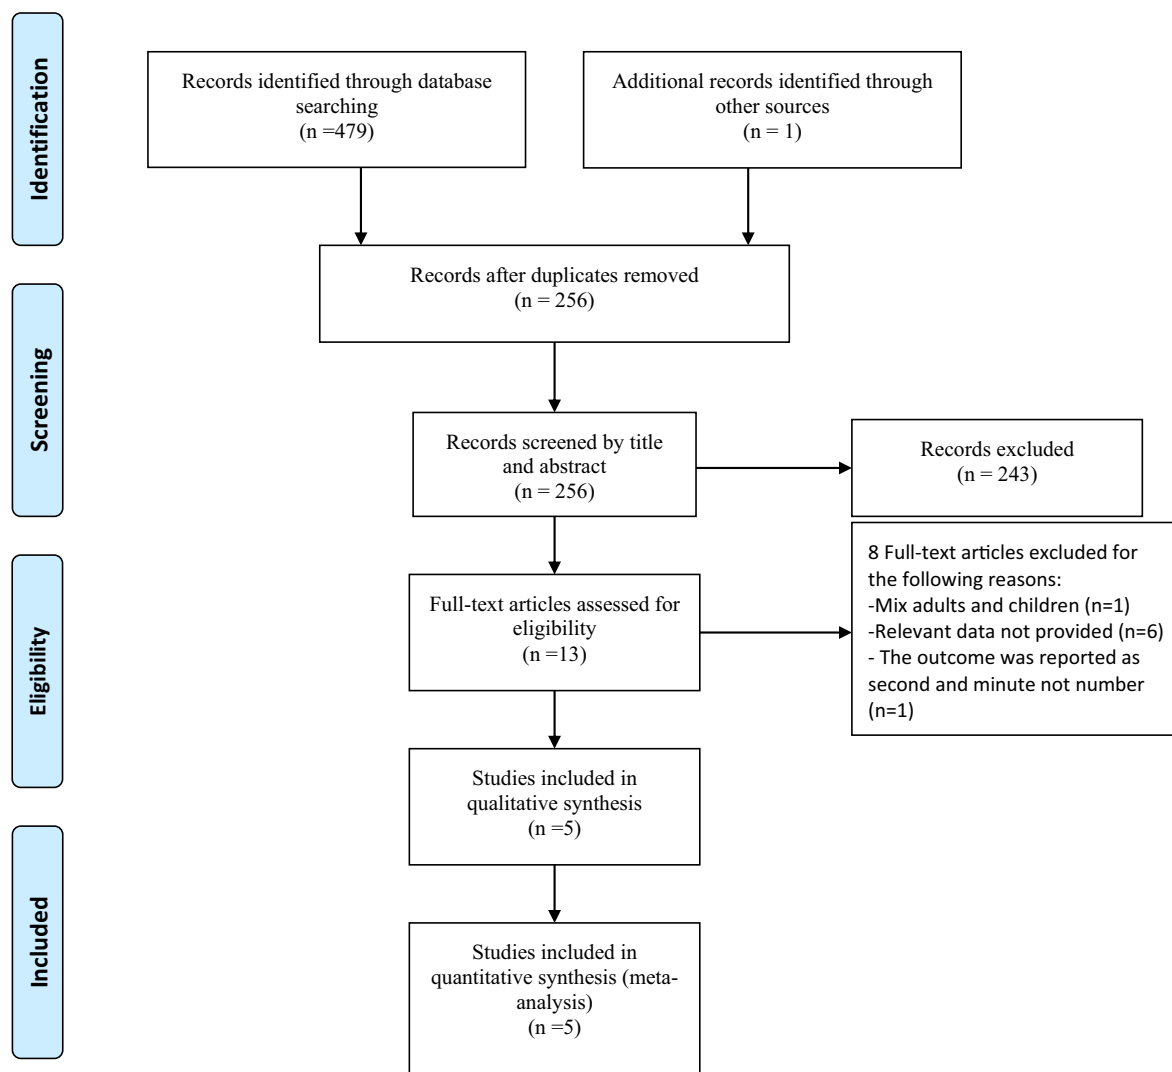 Identification
Records identified through database
searching
(n =479)
Additional records identified through
other sources
(n = 1)
Records after duplicates removed
(n = 256)
Screening
Records screened by title
and abstract
(n = 256)
Records excluded
(n = 243)
Eligibility
Full-text articles assessed for
eligibility
(n =13)
8 Full-text articles excluded for
the following reasons:
-Mix adults and children (n=1)
-Relevant data not provided (n=6)
- The outcome was reported as
second and minute not number
(n=1)
Studies included in
qualitative synthesis
(n =5)
Included
Studies included in
quantitative synthesis (meta-
analysis)
(n =5)